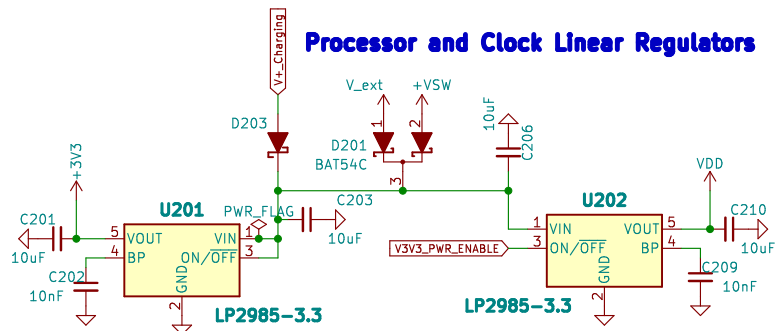 Processor and Clock Linear Regulators
V+_Charging
V_ext
+VSW
10uF
D203
1
2
D201
BAT54C
3
C206
+3V3
VDD
U201
PWR_FLAG
C203
10uF
U202
C201
10uF
5
VOUT
VIN
1
4
BP
ON/OFF
3
GND
2
C202
10nF
LP2985-3.3
V3V3_PWR_ENABLE
1
VIN
VOUT
5
3
ON/OFF
BP
4
GND
2
C210
10uF
C209
10nF
LP2985-3.3